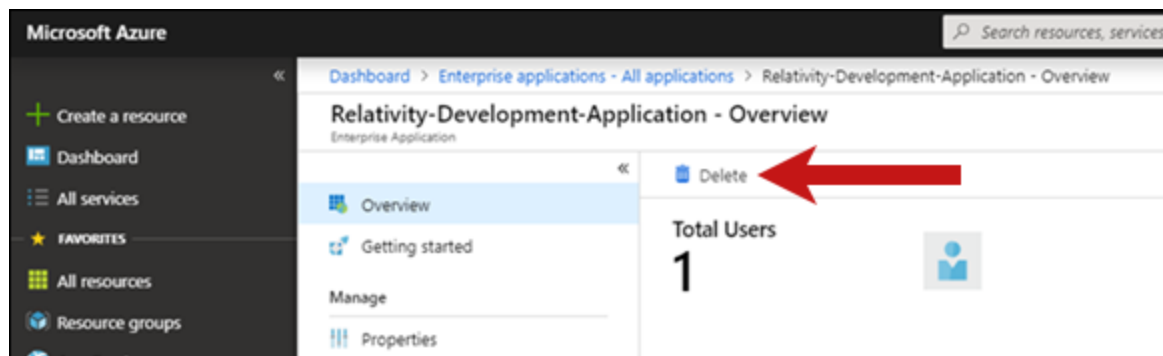 Microsoft Azure
Search resources, services
«
Dashboard > Enterprise applications - All applications > Relativity-Development-Application - Overview
Create a resource
Dashboard
All services
FAVORITES
All resources
Resource groups
Relativity-Development-Application - Overview
Enterprise Application
«
Overview
Getting started
Manage
Properties
Delete
Total Users
1